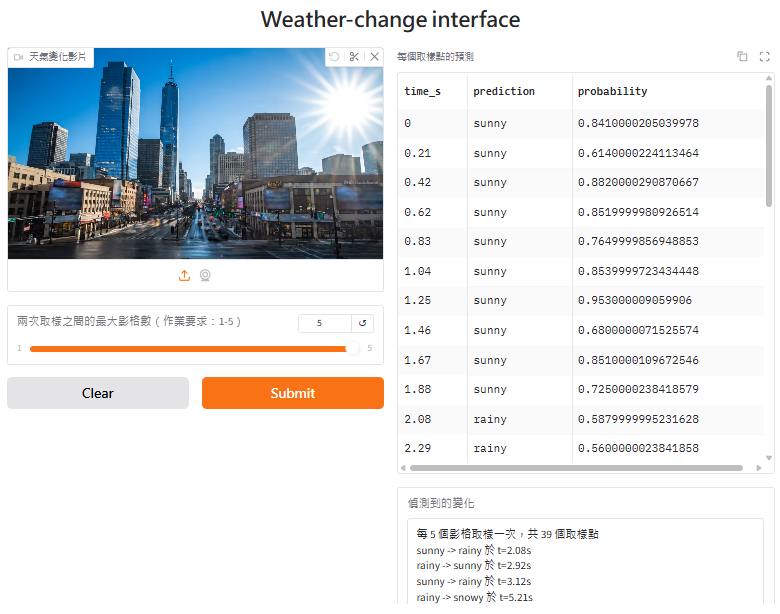 Weather-change interface
天氣變化影片
兩次取樣之間的最大影格數（作業要求：1-5）
5
1
5
Clear
Submit
每個取樣點的預測
time_s prediction probability
0 sunny 0.8410000205039978
0.21 sunny 0.6140000224113464
0.42 sunny 0.8820000290870667
0.62 sunny 0.8519999980926514
0.83 sunny 0.7649999856948853
1.04 sunny 0.8539999723434448
1.25 sunny 0.953000009059906
1.46 sunny 0.6800000071525574
1.67 sunny 0.8510000109672546
1.88 sunny 0.7250000238418579
2.08 rainy 0.5879999995231628
2.29 rainy 0.5600000023841858
偵測到的變化
每 5 個影格取樣一次，共 39 個取樣點
sunny -> rainy 於 t=2.08s
rainy -> sunny 於 t=2.92s
sunny -> rainy 於 t=3.12s
rainy -> snowy 於 t=5.21s